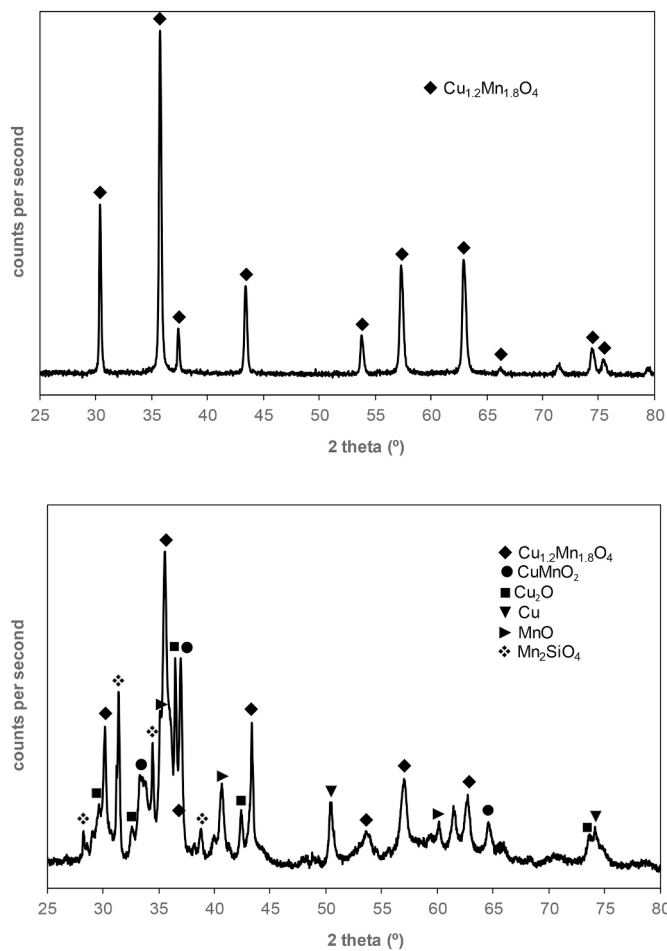 counts per second
◆ Cu₁.₂Mn₁.₈O₄
25 30 35 40 45 50 55 60 65 70 75 80
2 theta (º)
counts per second
◆ Cu₁.₂Mn₁.₈O₄
● CuMnO₂
■ Cu₂O
▼ Cu
► MnO
❖ Mn₂SiO₄
25 30 35 40 45 50 55 60 65 70 75 80
2 theta (º)